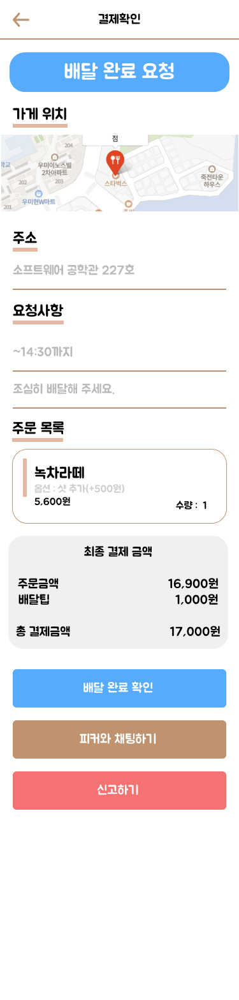 결제확인
배달 완료 요청
가게 위치
점
204
학교
우미이노스빌
2차아파트
202
203
스타벅스
죽전타운
하우스
우미현W마트
201
주소
소프트웨어 공학관 227호
요청사항
~14:30까지
조심히 배달해 주세요.
주문 목록
녹차라떼
옵션 : 샷 추가(+500원)
5,600원
수량 : 1
최종 결제 금액
주문금액 16,900원
배달팁 1,000원
총 결제금액 17,000원
배달 완료 확인
피커와 채팅하기
신고하기